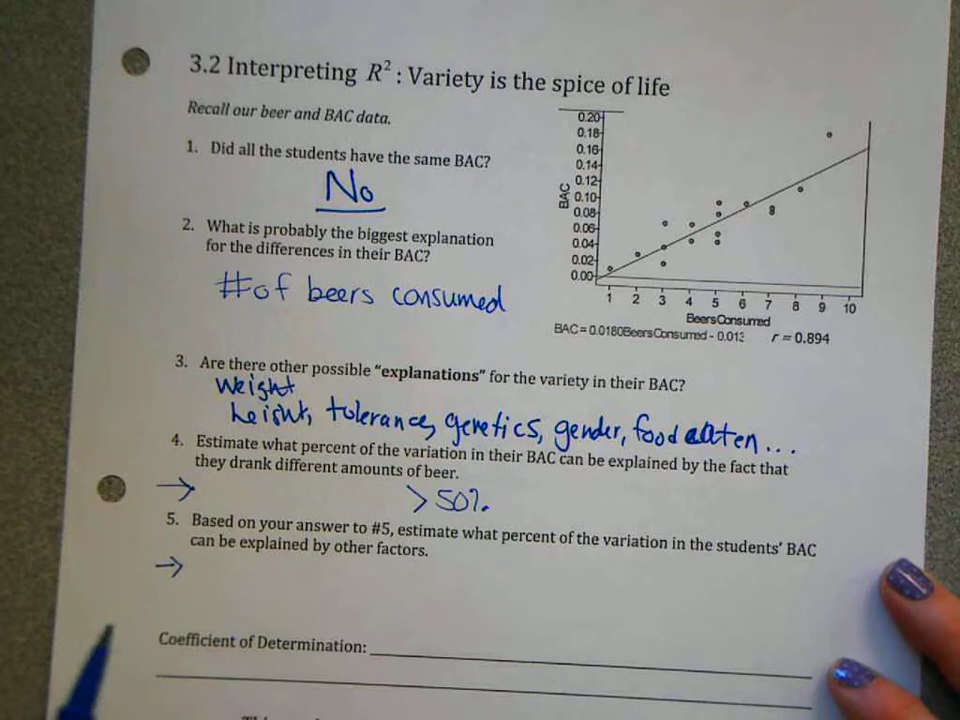 3.2 Interpreting R²: Variety is the spice of life
Recall our beer and BAC data.
1. Did all the students have the same BAC?
No
2. What is probably the biggest explanation
for the differences in their BAC?
#of beers consumed
0.20
0.18
0.16
0.14
0.12
0.10
0.08
0.06
0.04
0.02
0.00
BAC
1 2 3 4 5 6 7 8 9 10
BeersConsumed
BAC = 0.0180BeersConsumed - 0.013 r = 0.894
3. Are there other possible "explanations" for the variety in their BAC?
Weight
height, tolerance, genetics, gender, food eaten...
4. Estimate what percent of the variation in their BAC can be explained by the fact that
they drank different amounts of beer.
→ >50%
5. Based on your answer to #5, estimate what percent of the variation in the students' BAC
can be explained by other factors.
→
Coefficient of Determination: